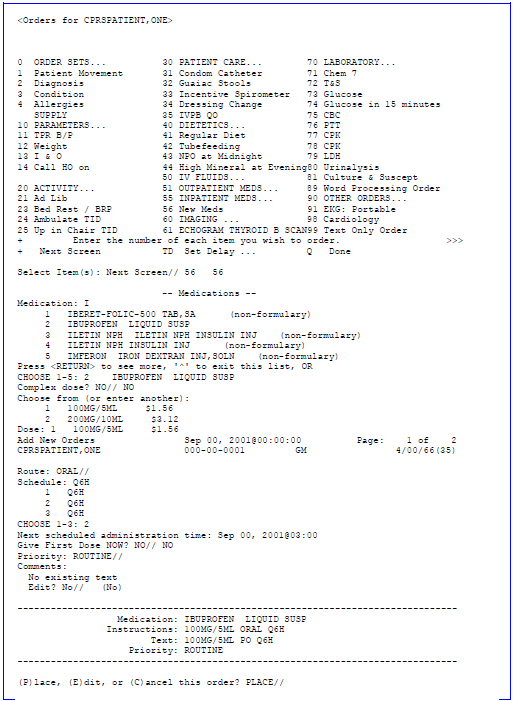 <Orders for CPRSPATIENT,ONE>
0  ORDER SETS...              30 PATIENT CARE...        70 LABORATORY...
1  Patient Movement           31 Condom Catheter        71 Chem 7
2  Diagnosis                  32 Guaiac Stools          72 T&S
3  Condition                  33 Incentive Spirometer   73 Glucose
4  Allergies                  34 Dressing Change        74 Glucose in 15 minutes
   SUPPLY                     35 IVPB QO                75 CBC
10 PARAMETERS...              40 DIETETICS...           76 PTT
11 TPR B/P                    41 Regular Diet           77 CPK
12 Weight                     42 Tubefeeding            78 CPK
13 I & O                      43 NPO at Midnight        79 LDH
14 Call HO on                 44 High Mineral at Evening80 Urinalysis
                              50 IV FLUIDS...           81 Culture & Suscept
20 ACTIVITY...                51 OUTPATIENT MEDS...     89 Word Processing Order
21 Ad Lib                     55 INPATIENT MEDS...      90 OTHER ORDERS...
23 Bed Rest / BRP             56 New Meds               91 EKG: Portable
24 Ambulate TID               60 IMAGING ...            98 Cardiology
25 Up in Chair TID            61 ECHOGRAM THYROID B SCAN99 Text Only Order
+         Enter the number of each item you wish to order.                   >>>
+   Next Screen               TD  Set Delay ...         Q   Done
Select Item(s): Next Screen// 56   56
-- Medications --
Medication: I
1   IBERET-FOLIC-500 TAB,SA      (non-formulary)
2   IBUPROFEN  LIQUID SUSP
3   ILETIN NPH  ILETIN NPH INSULIN INJ    (non-formulary)
4   ILETIN NPH INSULIN INJ      (non-formulary)
5   IMFERON  IRON DEXTRAN INJ,SOLN    (non-formulary)
Press <RETURN> to see more, '^' to exit this list, OR
CHOOSE 1-5: 2    IBUPROFEN  LIQUID SUSP
Complex dose? NO// NO
Choose from (or enter another):
1   100MG/5ML     $1.56
2   200MG/10ML     $3.12
Dose: 1   100MG/5ML     $1.56
Add New Orders                Sep 00, 2001@00:00:00          Page:    1 of    2
CPRSPATIENT,ONE               000-00-0001         GM                4/00/66(35)
Route: ORAL//
Schedule: Q6H
1   Q6H
2   Q6H
3   Q6H
CHOOSE 1-3: 2
Next scheduled administration time: Sep 00, 2001@03:00
Give First Dose NOW? NO// NO
Priority: ROUTINE//
Comments:
No existing text
Edit? No//   (No)
--------------------------------------------------------------------------------
Medication: IBUPROFEN  LIQUID SUSP
Instructions: 100MG/5ML ORAL Q6H
Text: 100MG/5ML PO Q6H
Priority: ROUTINE
--------------------------------------------------------------------------------
(P)lace, (E)dit, or (C)ancel this order? PLACE//